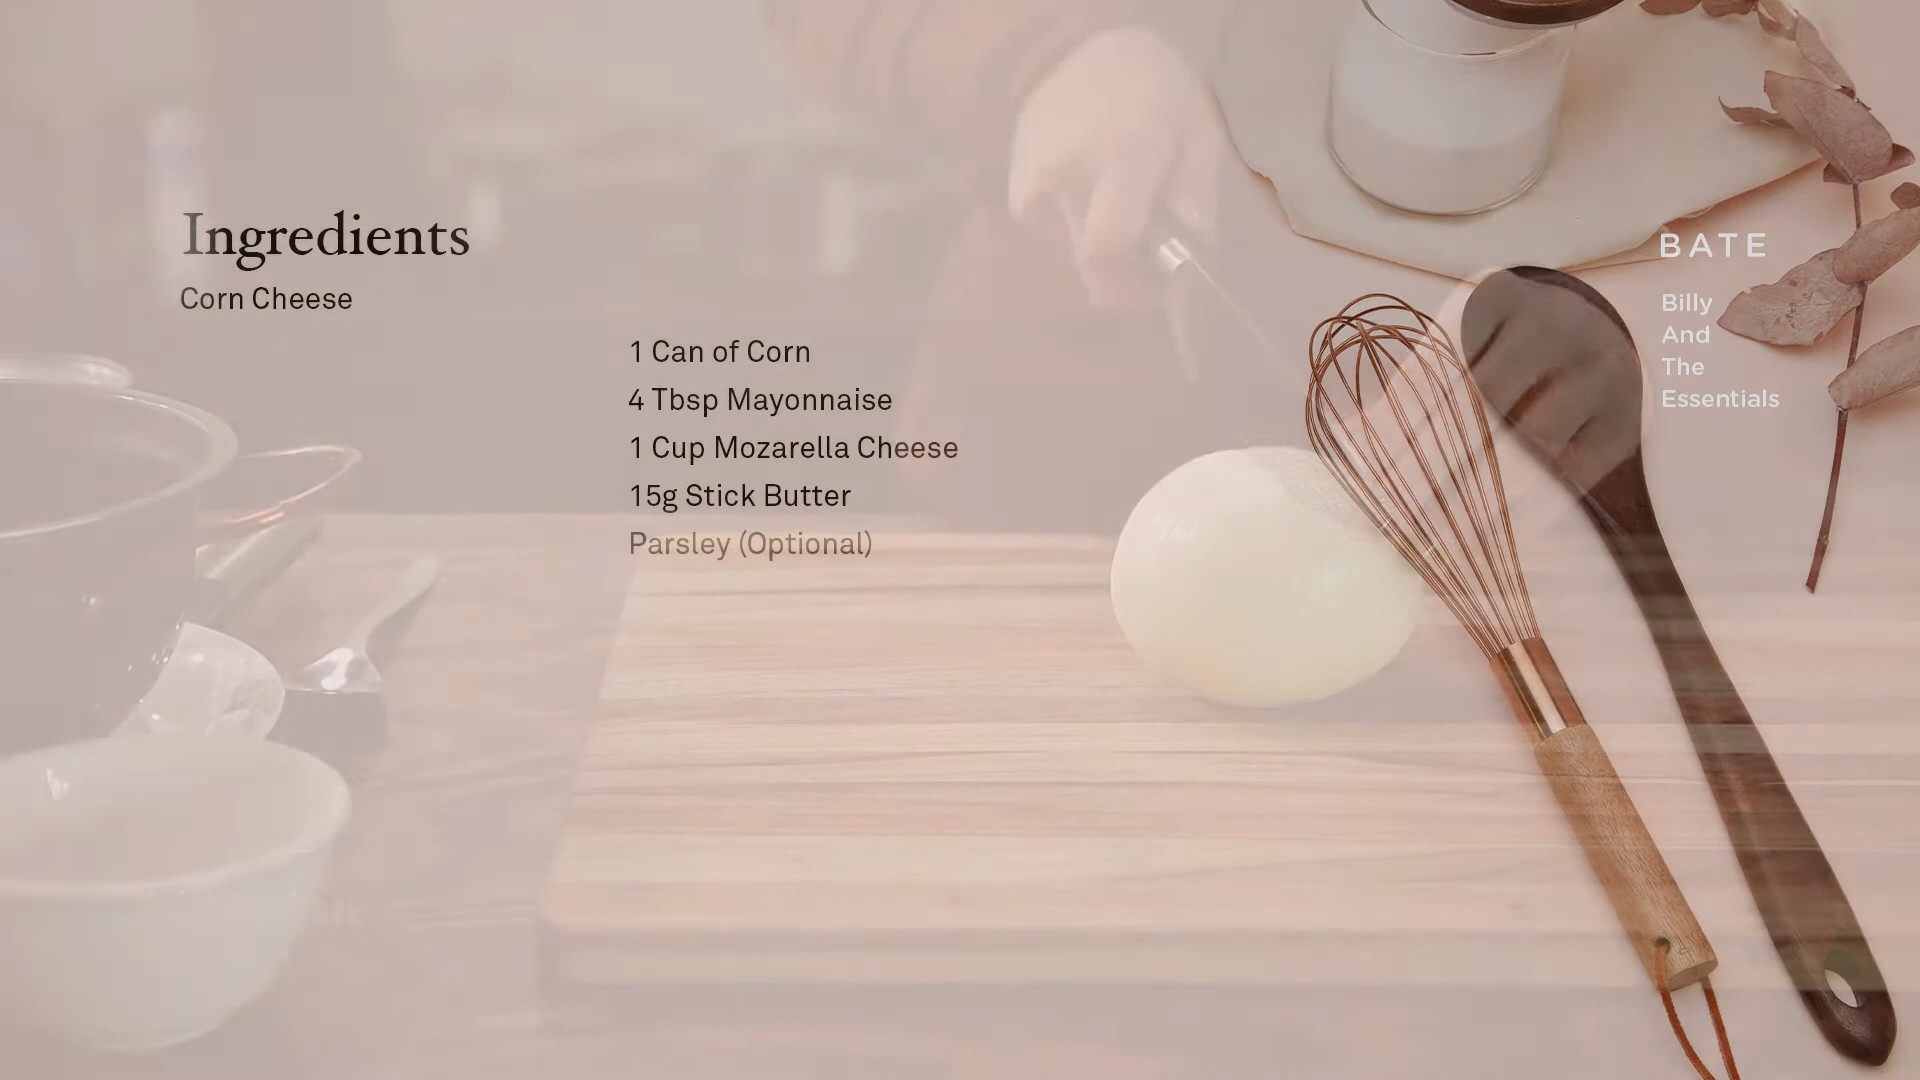 Ingredients
Corn Cheese
1 Can of Corn
4 Tbsp Mayonnaise
1 Cup Mozarella Cheese
15g Stick Butter
Parsley (Optional)
BATE
Billy
And
The
Essentials